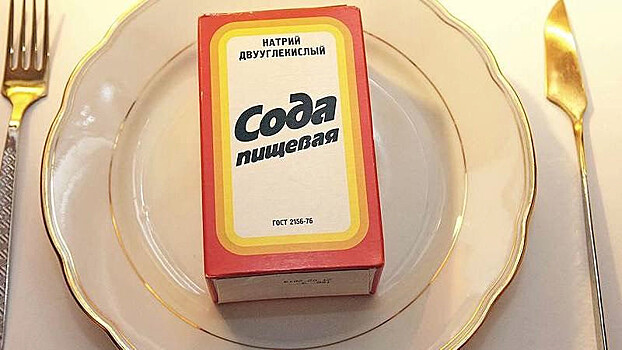 НАТРИЙ
ДВУУГЛЕКИСЛЫЙ
Сода
пищевая
ГОСТ 2156-76